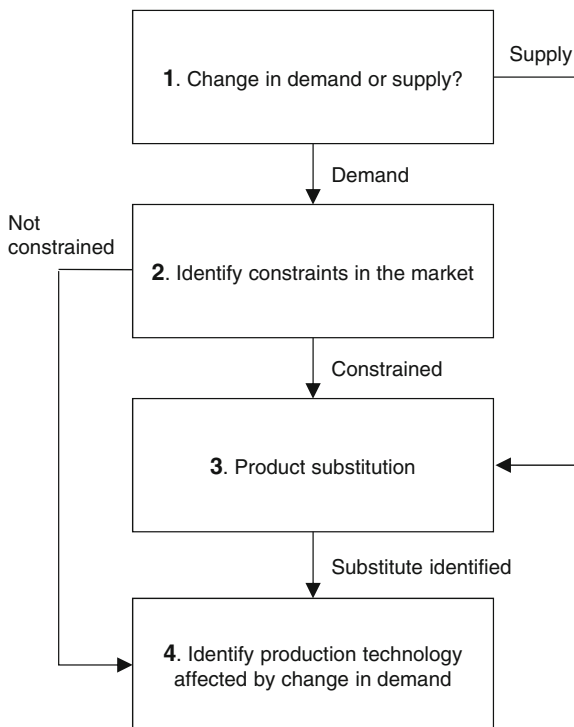 1. Change in demand or supply?
Supply
Demand
Not
constrained
2. Identify constraints in the market
Constrained
3. Product substitution
Substitute identified
4. Identify production technology
affected by change in demand